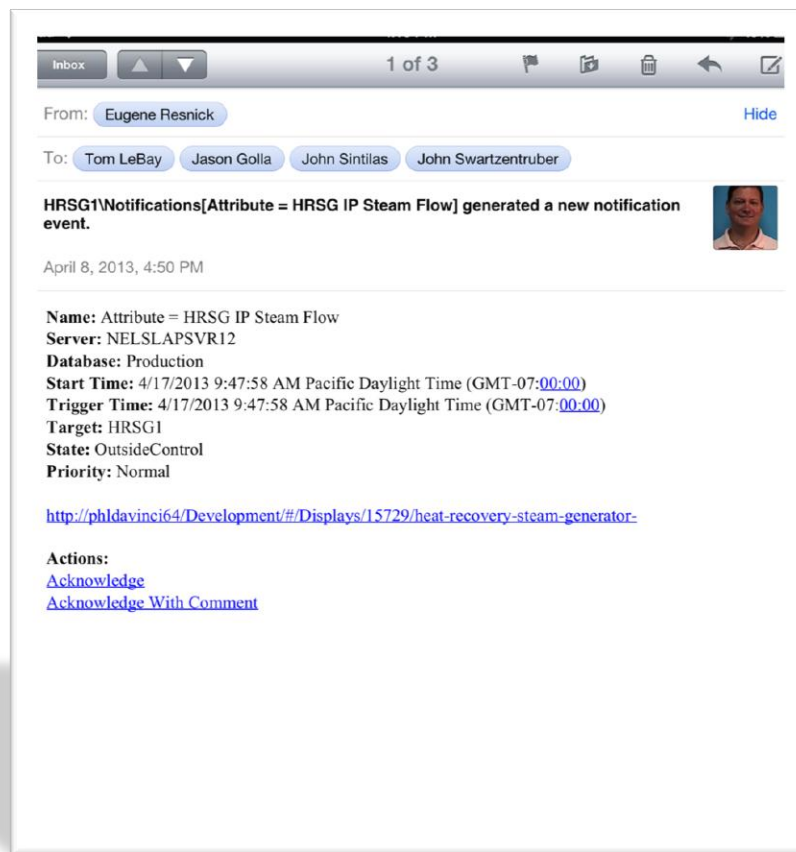 Inbox
1 of 3
From: Eugene Resnick
Hide
To: Tom LeBay Jason Golla John Sintilas John Swartzentruber
HRSG1\Notifications[Attribute = HRSG IP Steam Flow] generated a new notification
event.
April 8, 2013, 4:50 PM
Name: Attribute = HRSG IP Steam Flow
Server: NELSLAPSVR12
Database: Production
Start Time: 4/17/2013 9:47:58 AM Pacific Daylight Time (GMT-07:00:00)
Trigger Time: 4/17/2013 9:47:58 AM Pacific Daylight Time (GMT-07:00:00)
Target: HRSG1
State: OutsideControl
Priority: Normal
http://phldavinci64/Development/#/Displays/15729/heat-recovery-steam-generator-
Actions:
Acknowledge
Acknowledge With Comment